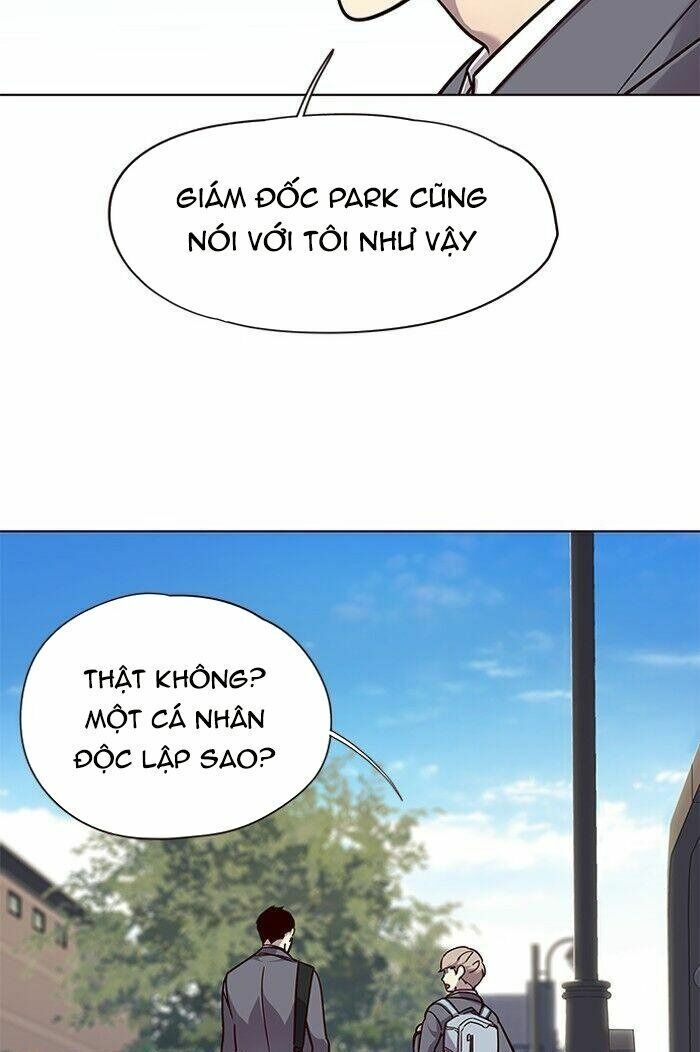 GIÁM ĐỐC PARK CŨNG
NÓI VỚI TÔI NHƯ VẬY
THẬT KHÔNG?
MỘT CÁ NHÂN
ĐỘC LẬP SAO?